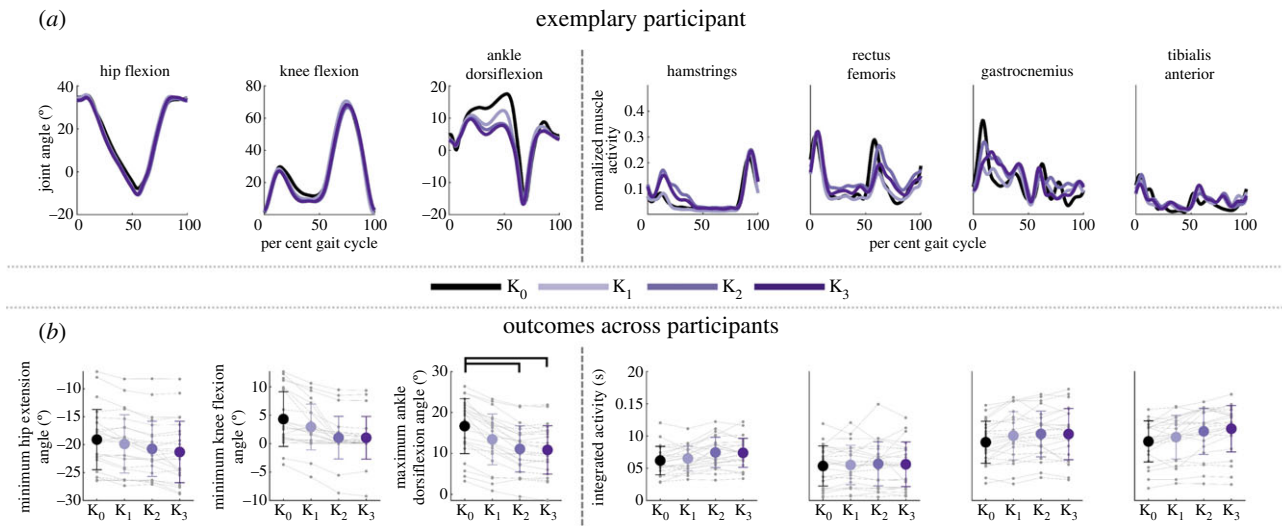 (a) exemplary participant
hip flexion
knee flexion
ankle
dorsiflexion
hamstrings
rectus
femoris
gastrocnemius
tibialis
anterior
joint angle (°)
40
20
0
−20
0 50 100
80
60
40
20
0 50 100
20
10
0
−10
−20
0 50 100
per cent gait cycle
normalized muscle
activity
0.4
0.3
0.2
0.1
0 50 100
0 50 100
0 50 100
0 50 100
per cent gait cycle
K0 K1 K2 K3
(b) outcomes across participants
minimum hip extension
angle (°)
−10
−15
−20
−25
−30
K0 K1 K2 K3
minimum knee flexion
angle (°)
10
5
0
−5
−10
K0 K1 K2 K3
maximum ankle
dorsiflexion angle (°)
30
20
10
0
K0 K1 K2 K3
integrated activity (s)
20
0.15
10
05
0
K0 K1 K2 K3
K0 K1 K2 K3
K0 K1 K2 K3
K0 K1 K2 K3